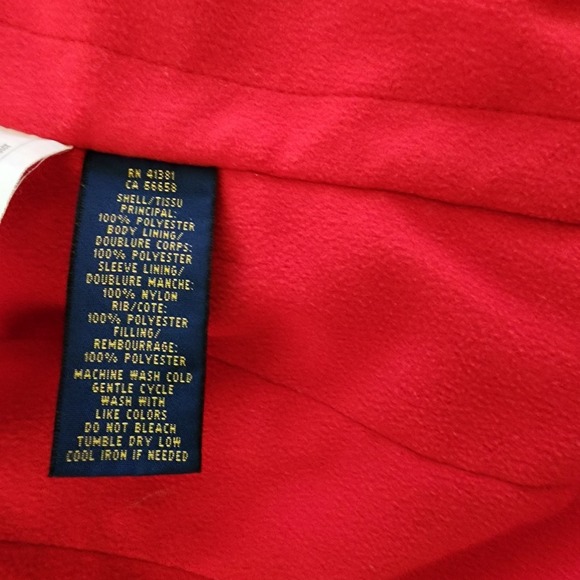 RN 41381
CA 56658
SHELL/TISSU
PRINCIPAL:
100% POLYESTER
BODY LINING/
DOUBLURE CORPS:
100% POLYESTER
SLEEVE LINING/
DOUBLURE MANCHE:
100% NYLON
RIB/COTE:
100% POLYESTER
FILLING/
REMBOURRAGE:
100% POLYESTER
MACHINE WASH COLD
GENTLE CYCLE
WASH WITH
LIKE COLORS
DO NOT BLEACH
TUMBLE DRY LOW
COOL IRON IF NEEDED